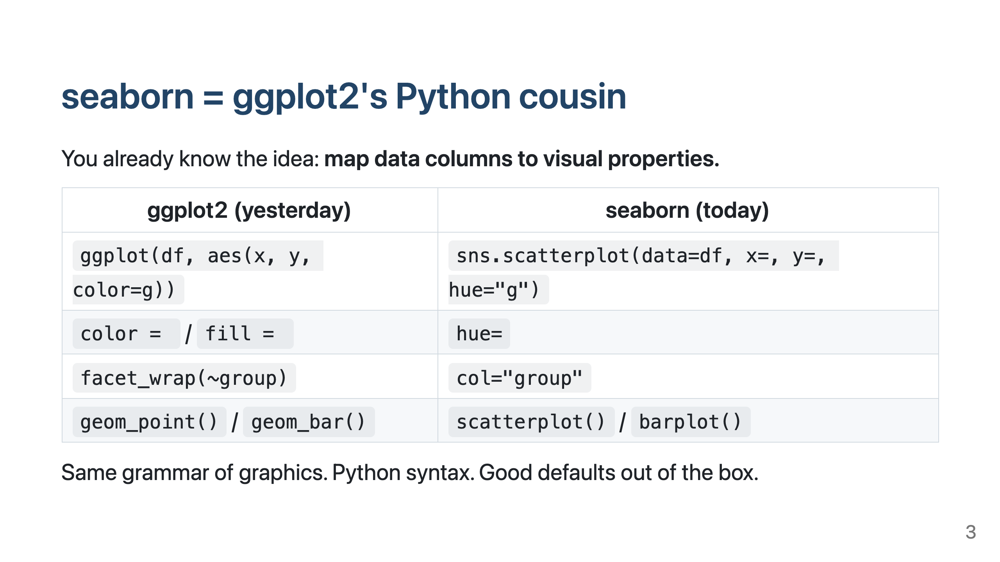 seaborn = ggplot2's Python cousin
You already know the idea: map data columns to visual properties.
ggplot2 (yesterday)
seaborn (today)
ggplot(df, aes(x, y,
color=g))
sns.scatterplot(data=df, x=, y=,
hue="g")
color = / fill =
hue=
facet_wrap(~group)
col="group"
geom_point() / geom_bar()
scatterplot() / barplot()
Same grammar of graphics. Python syntax. Good defaults out of the box.
3